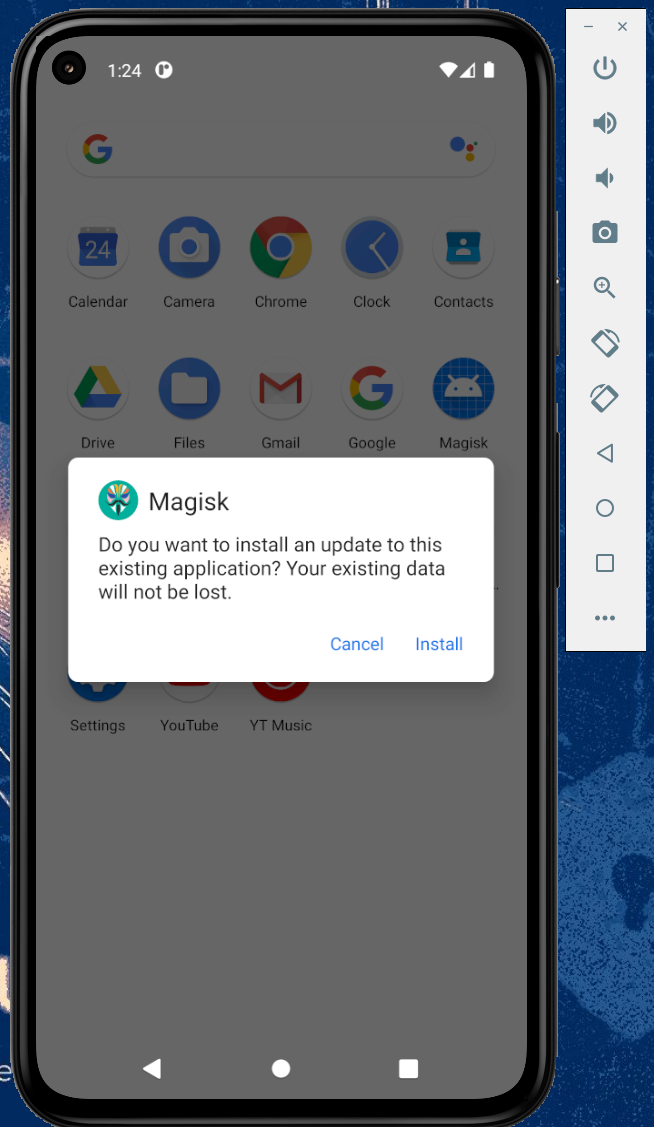 1:24
24
Calendar Camera Chrome Clock Contacts
Drive Files Gmail Google Magisk
Magisk
Do you want to install an update to this
existing application? Your existing data
will not be lost.
Cancel Install
Settings YouTube YT Music